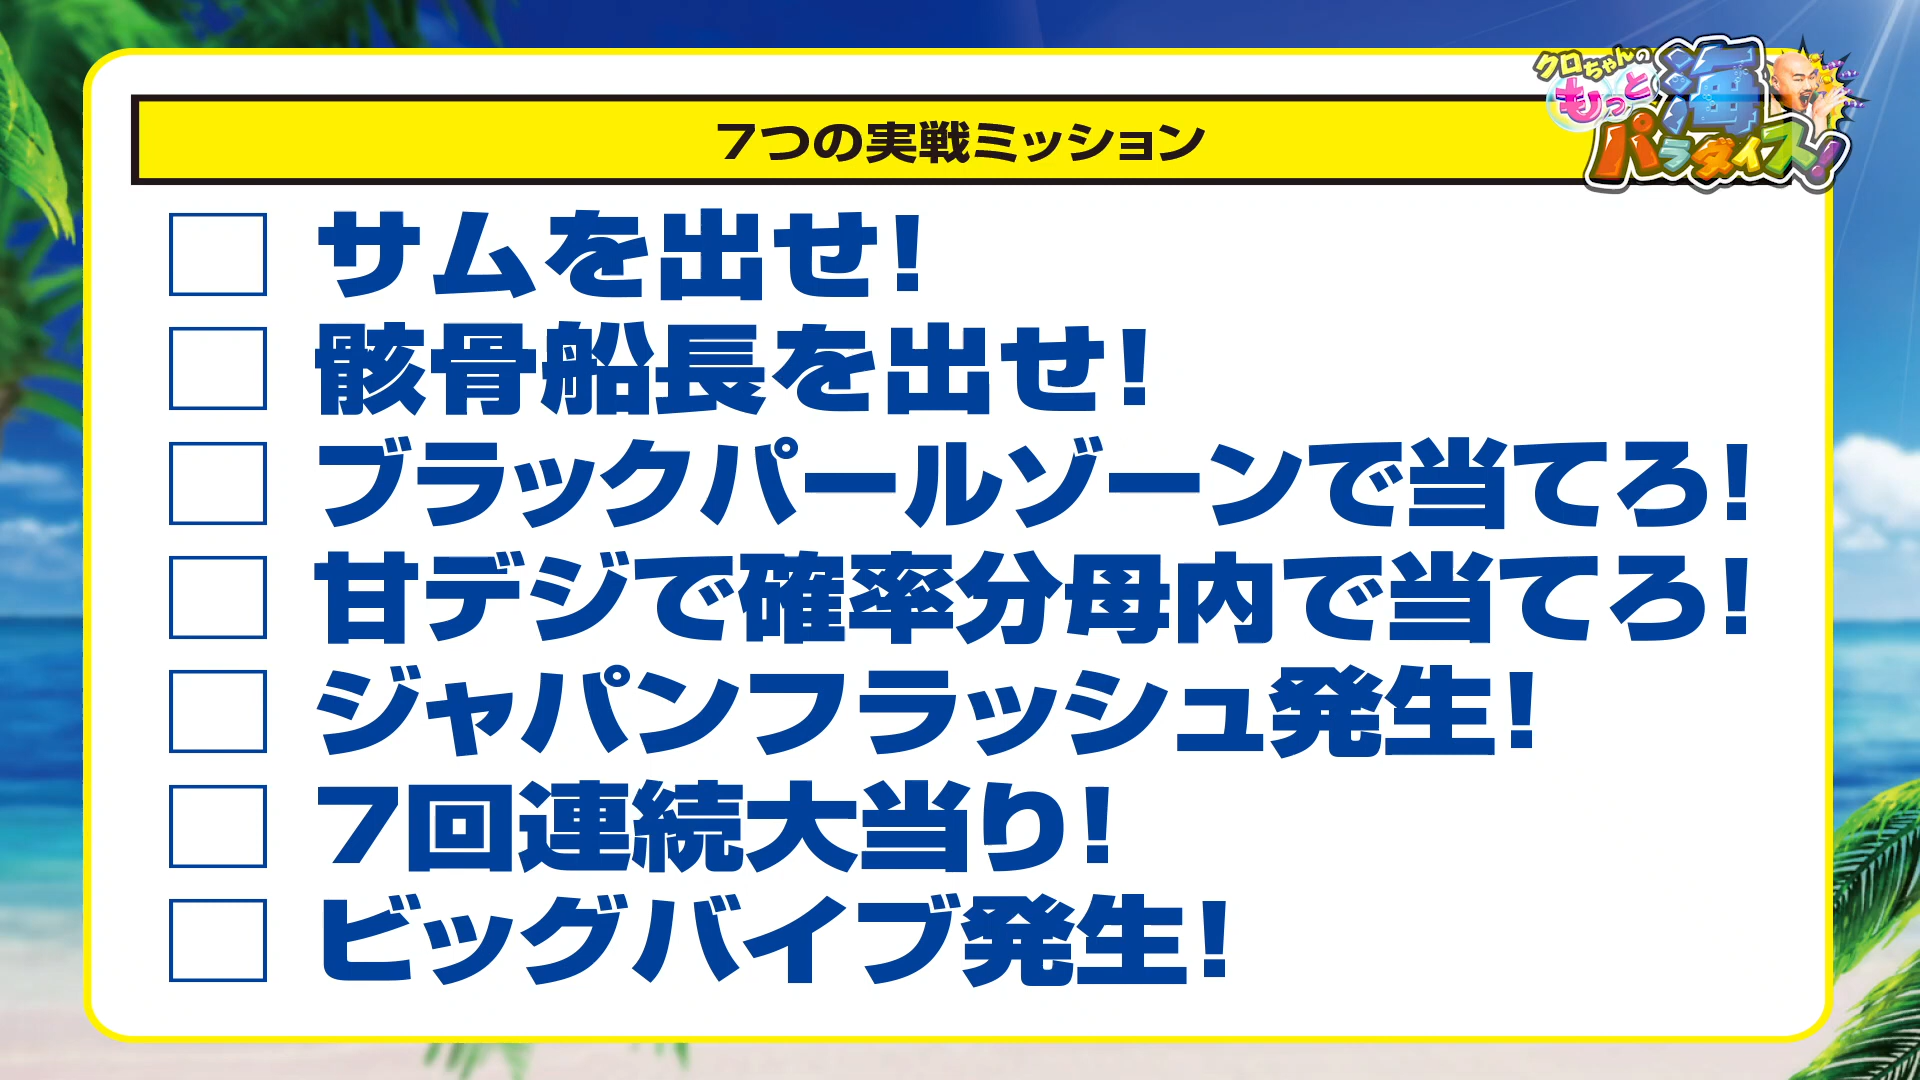 クロちゃんの
もっと海
パラダイス!
7つの実戦ミッション
サムを出せ!
骸骨船長を出せ!
ブラックパールゾーンで当てろ!
甘デジで確率分母内で当てろ!
ジャパンフラッシュ発生!
7回連続大当り!
ビッグバイブ発生!